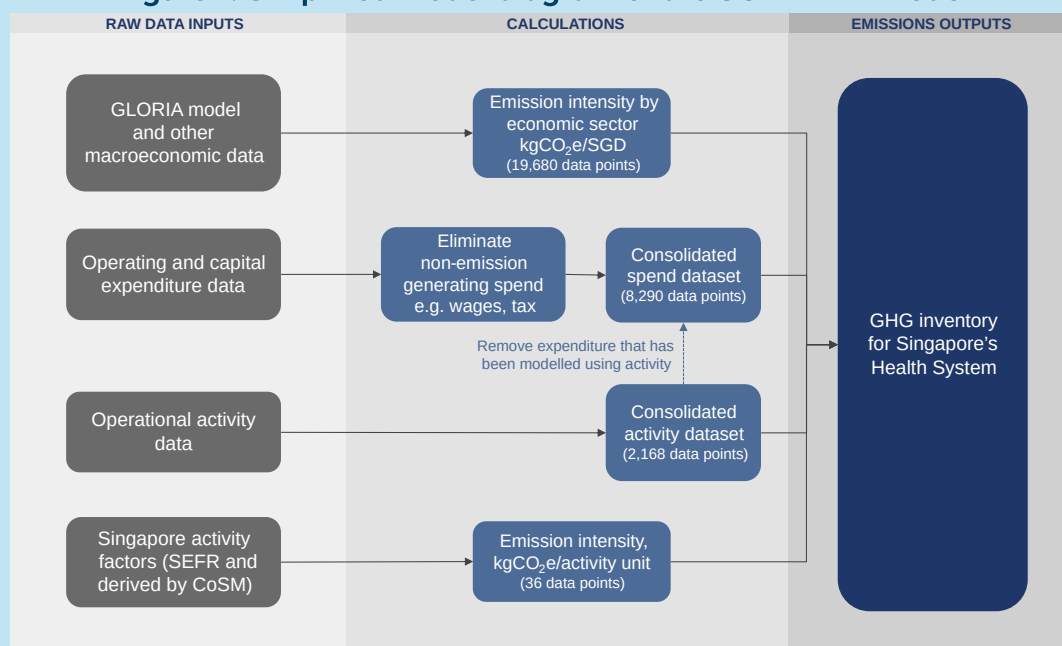 RAW DATA INPUTS
CALCULATIONS
EMISSIONS OUTPUTS
GLORIA model
and other
macroeconomic data
Emission intensity by
economic sector
kgCO₂e/SGD
(19,680 data points)
Operating and capital
expenditure data
Eliminate
non-emission
generating spend
e.g. wages, tax
Consolidated
spend dataset
(8,290 data points)
Remove expenditure that has
been modelled using activity
Operational activity
data
Consolidated
activity dataset
(2,168 data points)
Singapore activity
factors (SEFR and
derived by CoSM)
Emission intensity,
kgCO₂e/activity unit
(36 data points)
GHG inventory
for Singapore's
Health System